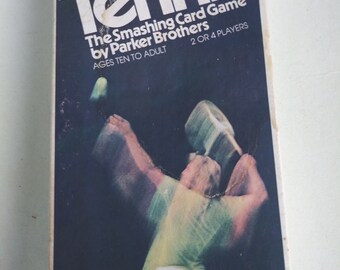 Tennis
The Smashing Card Game
by Parker Brothers
AGES TEN TO ADULT 2 OR 4 PLAYERS